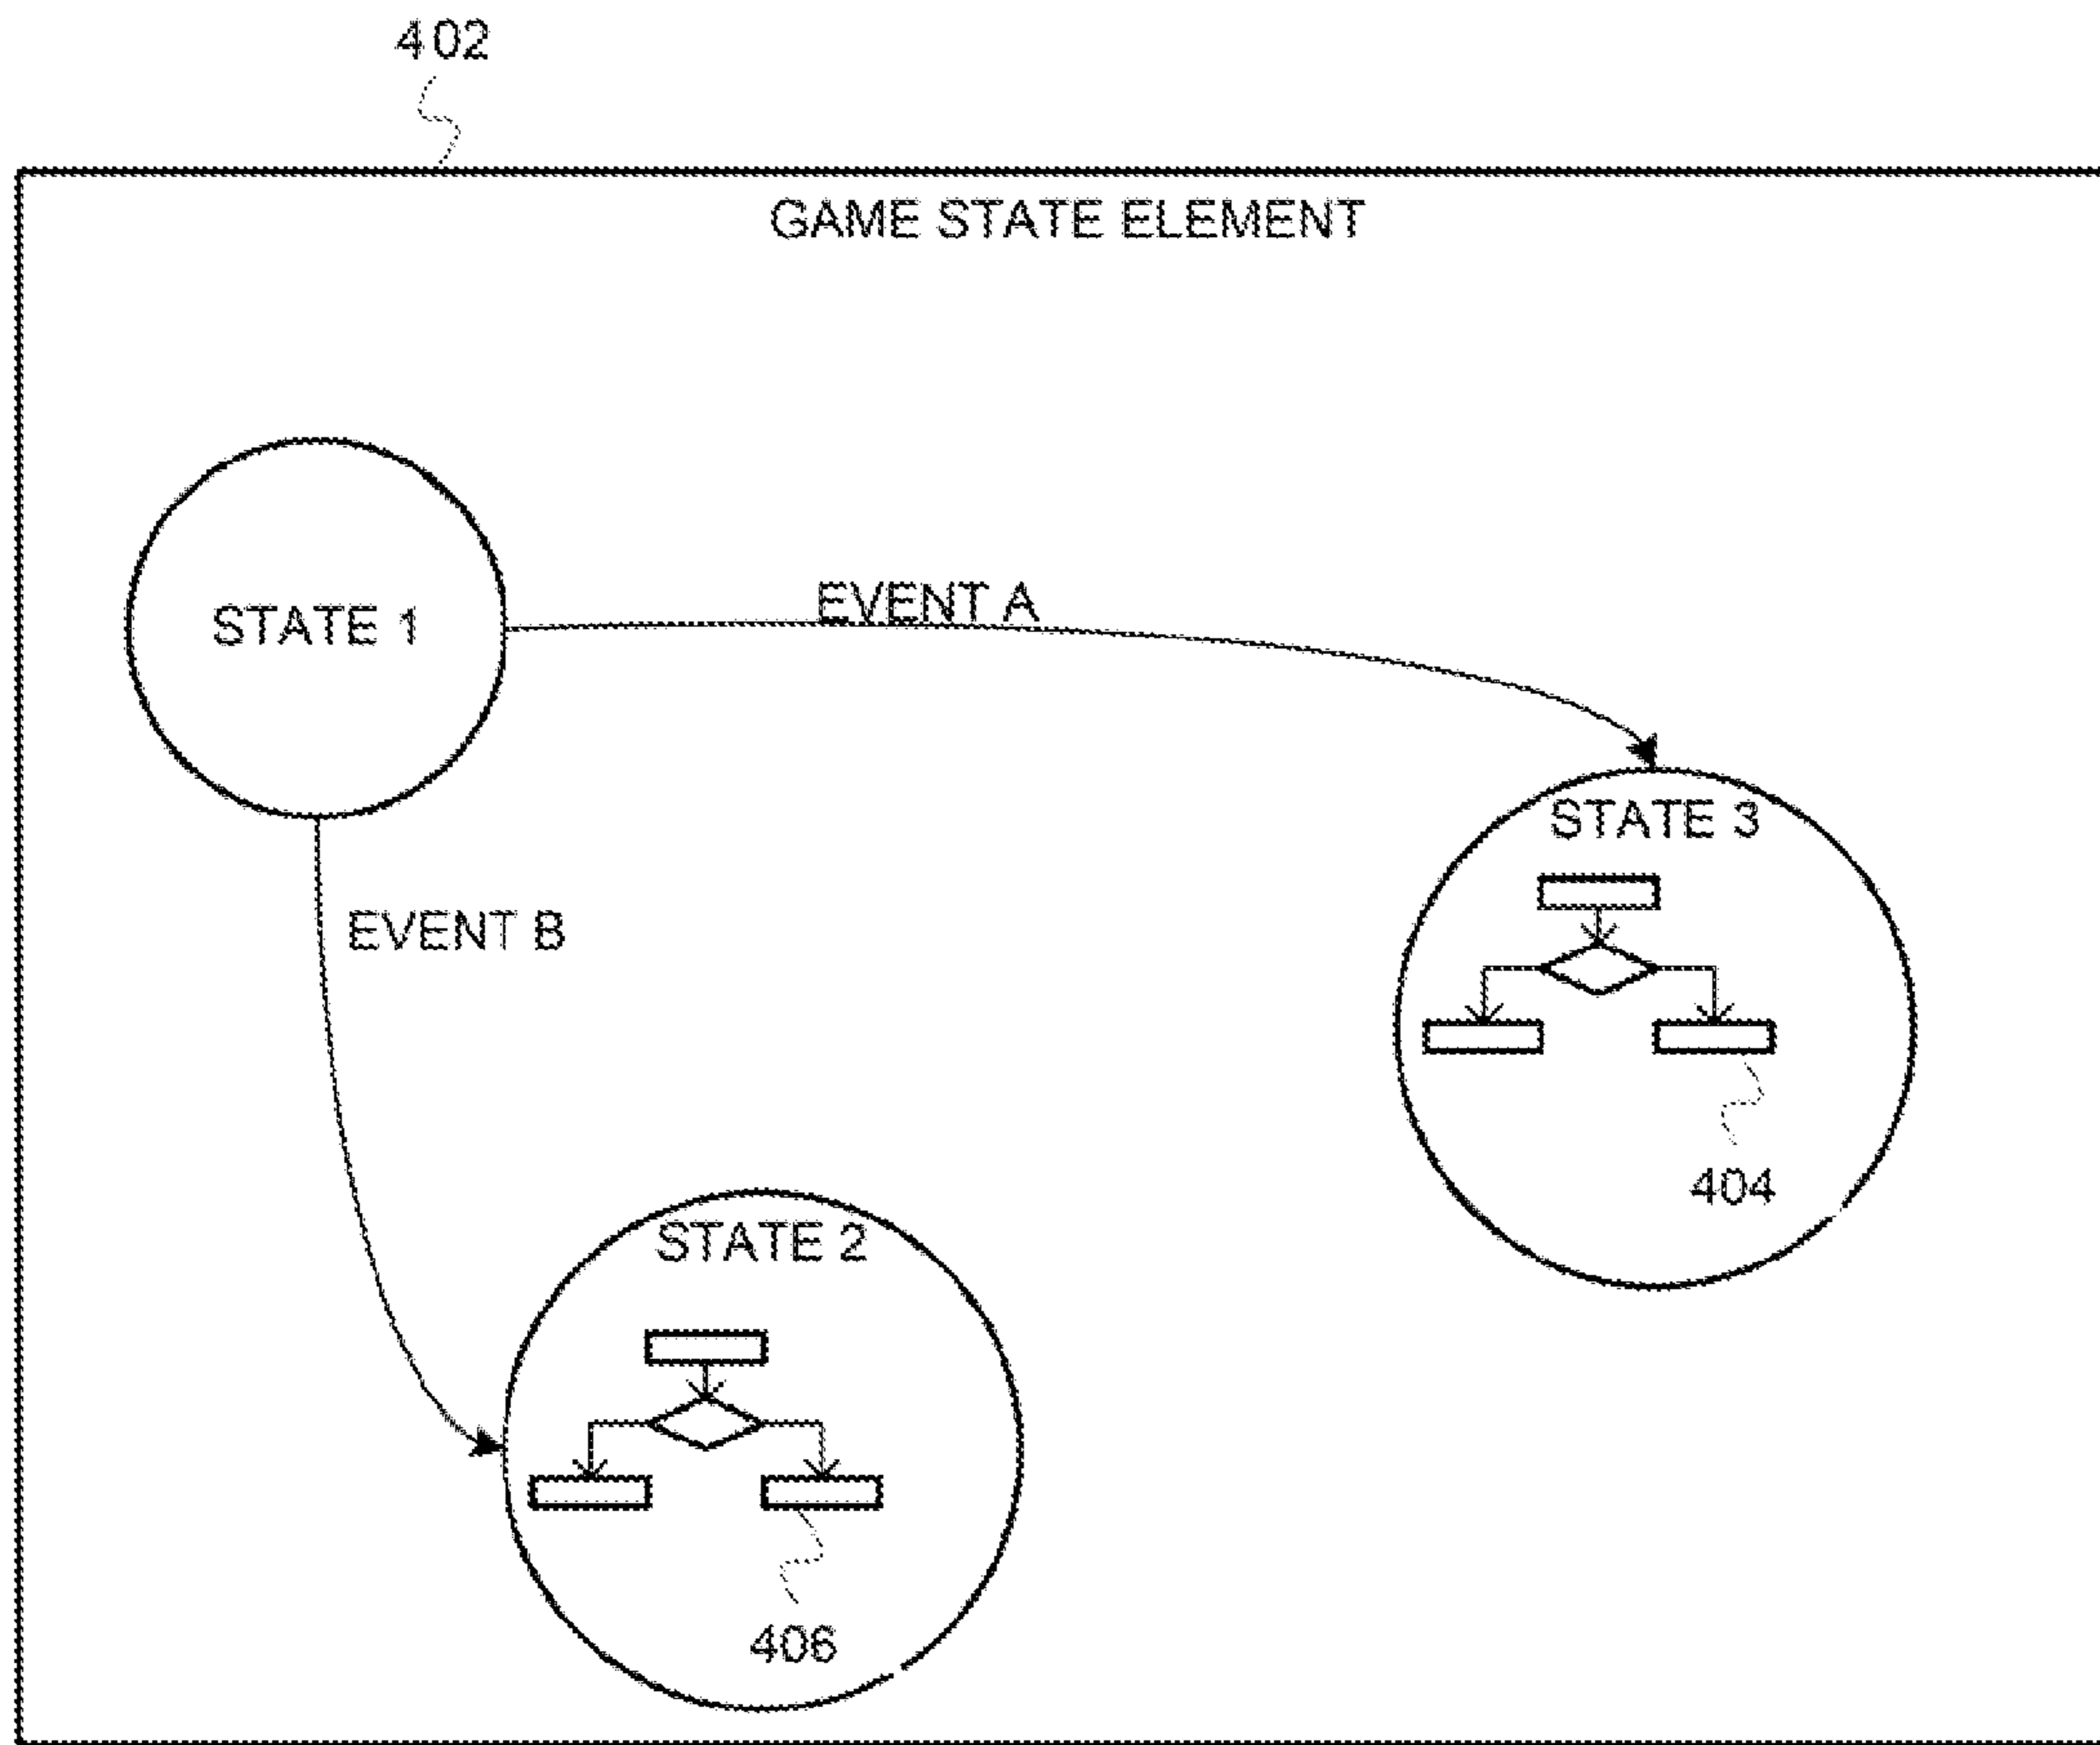 402
GAME STATE ELEMENT
STATE 1
EVENT A
STATE 3
EVENT B
404
STATE 2
406